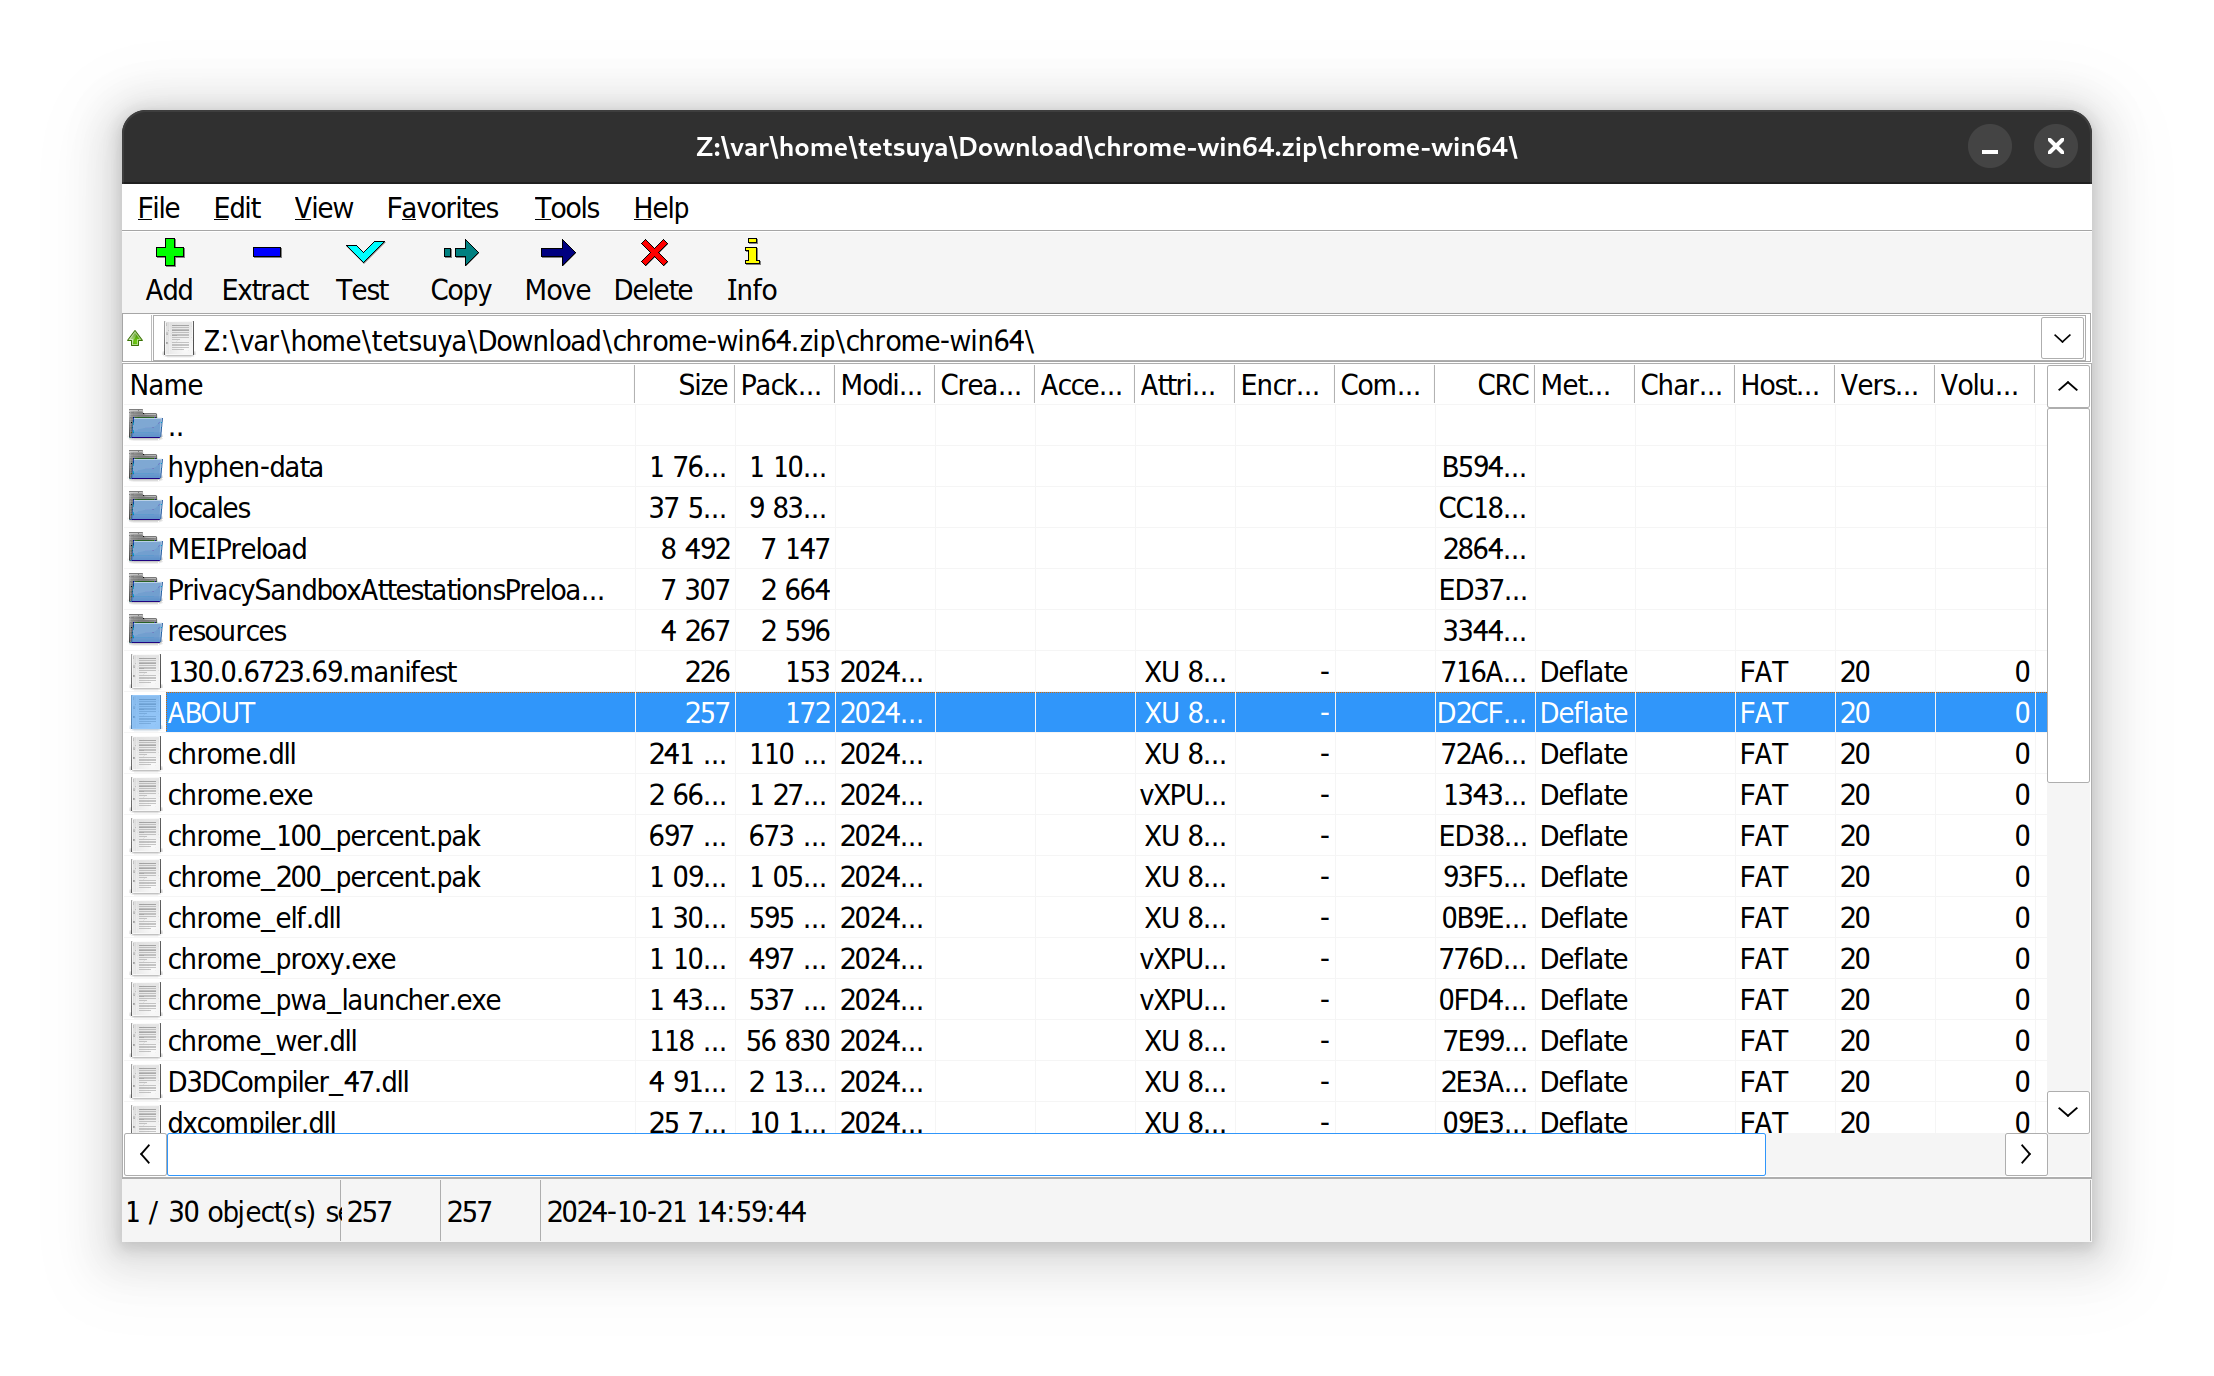 Z:\var\home\tetsuya\Download\chrome-win64.zip\chrome-win64\
File Edit View Favorites Tools Help
Add Extract Test Copy Move Delete Info
Z:\var\home\tetsuya\Download\chrome-win64.zip\chrome-win64\
Name Size Pack... Modi... Crea... Acce... Attri... Encr... Com... CRC Met... Char... Host... Vers... Volu...
..
hyphen-data 1 76... 1 10... B594...
locales 37 5... 9 83... CC18...
MEIPreload 8 492 7 147 2864...
PrivacySandboxAttestationsPreloa... 7 307 2 664 ED37...
resources 4 267 2 596 3344...
130.0.6723.69.manifest 226 153 2024... XU 8... - 716A... Deflate FAT 20 0
ABOUT 257 172 2024... XU 8... - D2CF... Deflate FAT 20 0
chrome.dll 241 ... 110 ... 2024... XU 8... - 72A6... Deflate FAT 20 0
chrome.exe 2 66... 1 27... 2024... vXPU... - 1343... Deflate FAT 20 0
chrome_100_percent.pak 697 ... 673 ... 2024... XU 8... - ED38... Deflate FAT 20 0
chrome_200_percent.pak 1 09... 1 05... 2024... XU 8... - 93F5... Deflate FAT 20 0
chrome_elf.dll 1 30... 595 ... 2024... XU 8... - 0B9E... Deflate FAT 20 0
chrome_proxy.exe 1 10... 497 ... 2024... vXPU... - 776D... Deflate FAT 20 0
chrome_pwa_launcher.exe 1 43... 537 ... 2024... vXPU... - 0FD4... Deflate FAT 20 0
chrome_wer.dll 118 ... 56 830 2024... XU 8... - 7E99... Deflate FAT 20 0
D3DCompiler_47.dll 4 91... 2 13... 2024... XU 8... - 2E3A... Deflate FAT 20 0
dxcompiler.dll 25 7... 10 1... 2024... XU 8... - 09E3... Deflate FAT 20 0
1 / 30 object(s) se 257 257 2024-10-21 14:59:44